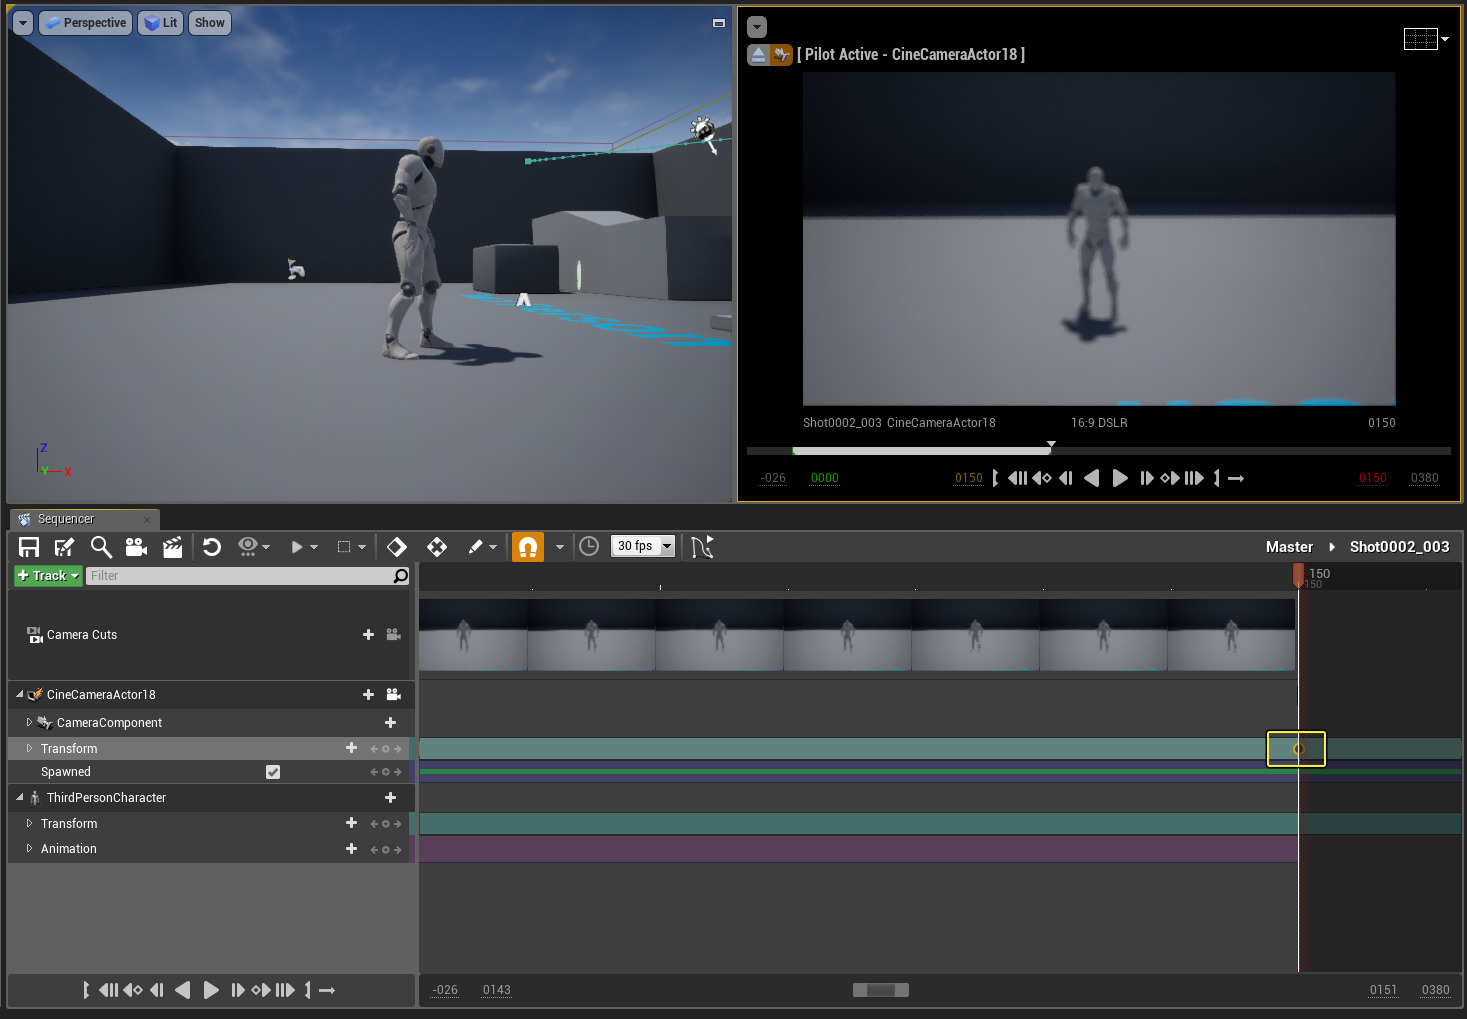 Perspective Lit Show
Z
Y X
[ Pilot Active - CineCameraActor18 ]
Shot0002_003 CineCameraActor18 16:9 DSLR 0150
-026 0000 0150 0150 0380
Sequencer ×
30 fps Master Shot0002_003
+ Track Filter
150
150
Camera Cuts
CineCameraActor18
CameraComponent
Transform
Spawned
ThirdPersonCharacter
Transform
Animation
-026 0143 0151 0380